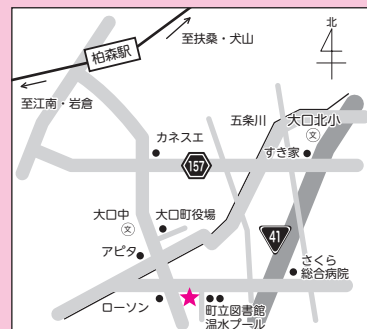 北
至扶桑・犬山
柏森駅
至江南・岩倉
五条川
大口北小
文
カネスエ
すき家
157
大口中
文
大口町役場
41
アピタ
さくら
総合病院
ローソン
町立図書館
温水プール